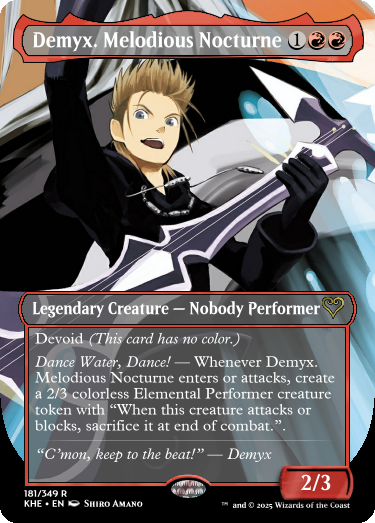 Demyx. Melodious Nocturne 1
Legendary Creature — Nobody Performer
Devoid (This card has no color.)
Dance Water, Dance! — Whenever Demyx.
Melodious Nocturne enters or attacks, create
a 2/3 colorless Elemental Performer creature
token with “When this creature attacks or
blocks, sacrifice it at end of combat.”.
“C’mon, keep to the beat!” — Demyx
2/3
181/349 R
KHE • EN Shiro Amano
™ and © 2025 Wizards of the Coast